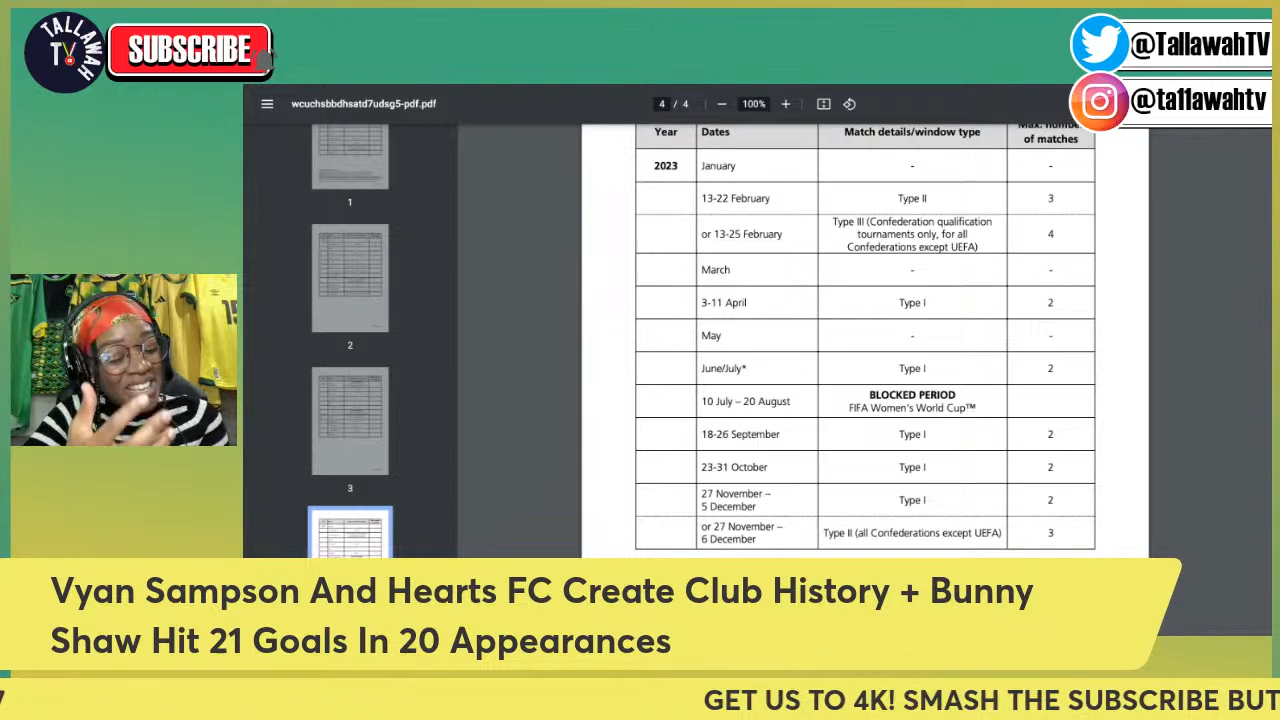 TALLAWAH
TV
SUBSCRIBE
@TallawahTV
@ta11awahtv
wcuchsbbdhsatd7udsg5-pdf.pdf
4 / 4
100%
1
2
3
Year Dates Match details/window type Max. number
of matches
2023 January - -
13-22 February Type II 3
or 13-25 February Type III (Confederation qualification
tournaments only, for all
Confederations except UEFA) 4
March - -
3-11 April Type I 2
May - -
June/July* Type I 2
10 July – 20 August BLOCKED PERIOD
FIFA Women's World Cup™
18-26 September Type I 2
23-31 October Type I 2
27 November –
5 December Type I 2
or 27 November –
6 December Type II (all Confederations except UEFA) 3
Vyan Sampson And Hearts FC Create Club History + Bunny
Shaw Hit 21 Goals In 20 Appearances
GET US TO 4K! SMASH THE SUBSCRIBE BUT